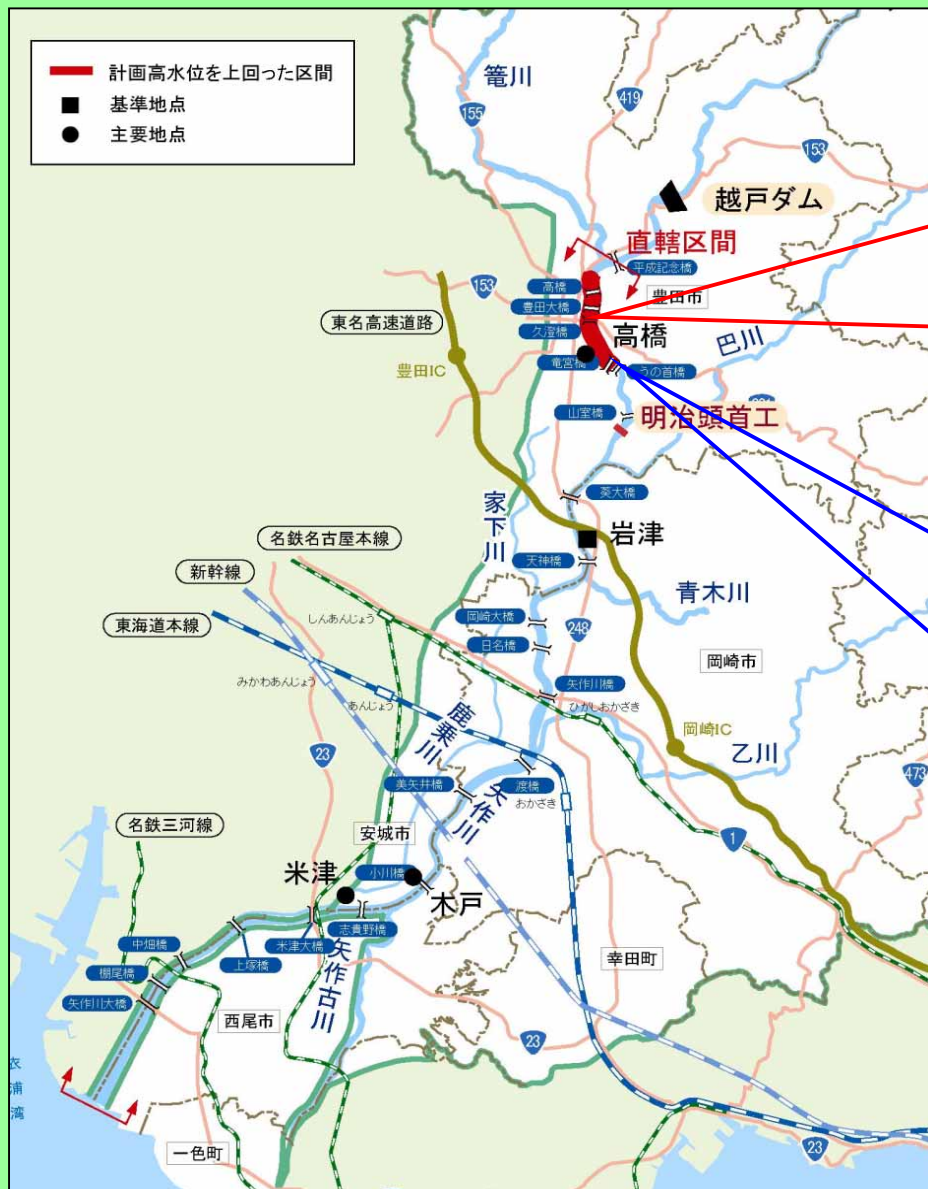 計画高水位を上回った区間
基準地点
主要地点
籠川
419
155
153
越戸ダム
直轄区間
平成記念橋
高橋
153
豊田大橋
豊田市
東名高速道路
久澄橋
高橋
巴川
竜宮橋
うの首橋
豊田IC
山室橋
明治頭首工
葵大橋
家下川
岩津
名鉄名古屋本線
天神橋
新幹線
青木川
東海道本線
しんあんじょう
岡崎大橋
248
日名橋
岡崎市
みかわあんじょう
矢作川橋
あんじょう
ひがしおかざき
鹿乗川
岡崎IC
乙川
23
美矢井橋
渡橋
473
おかざき
矢作川
名鉄三河線
安城市
1
米津
小川橋
木戸
志貴野橋
中畑橋
米津大橋
上塚橋
棚尾橋
矢作古川
幸田町
矢作川大橋
西尾市
23
衣浦湾
一色町
23